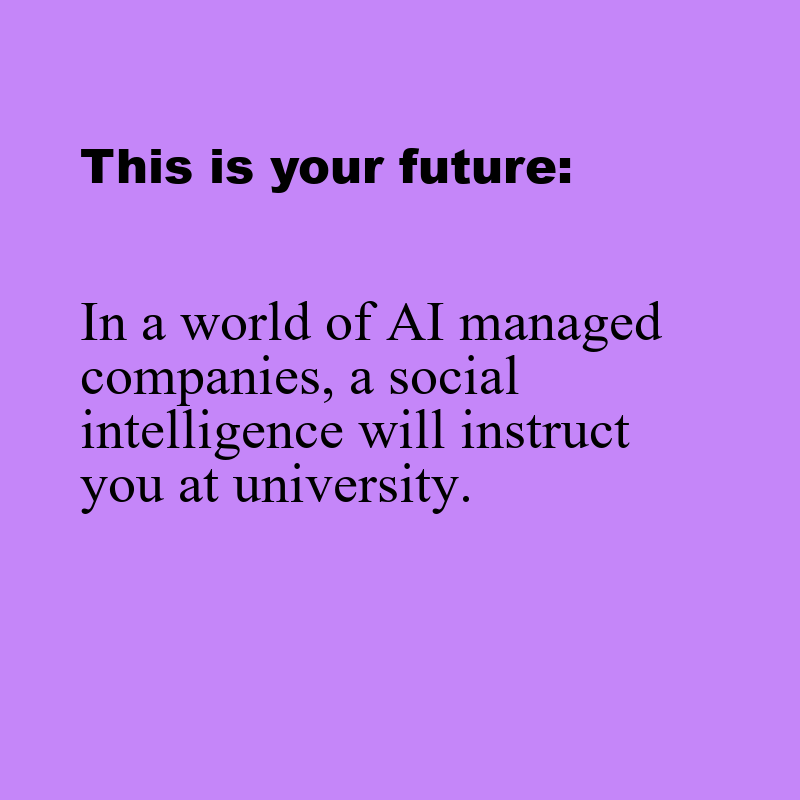 This is your future:
In a world of AI managed
companies, a social
intelligence will instruct
you at university.